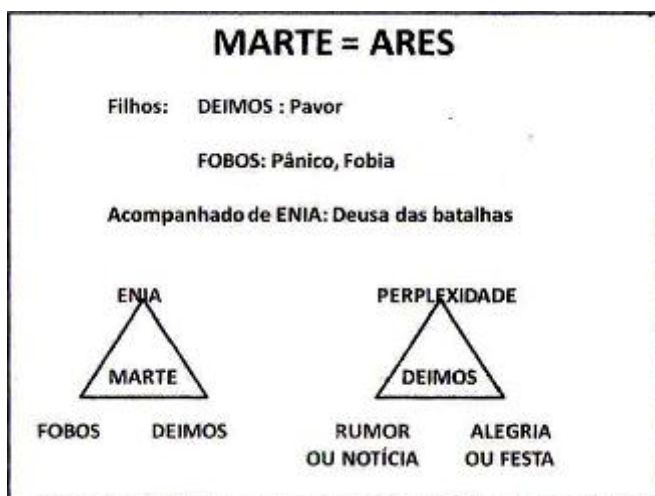 MARTE = ARES
Filhos: DEIMOS : Pavor
FOBOS: Pânico, Fobia
Acompanhado de ENIA: Deusa das batalhas
ENIA
MARTE
FOBOS DEIMOS
PERPLEXIDADE
DEIMOS
RUMOR OU NOTÍCIA
ALEGRIA OU FESTA